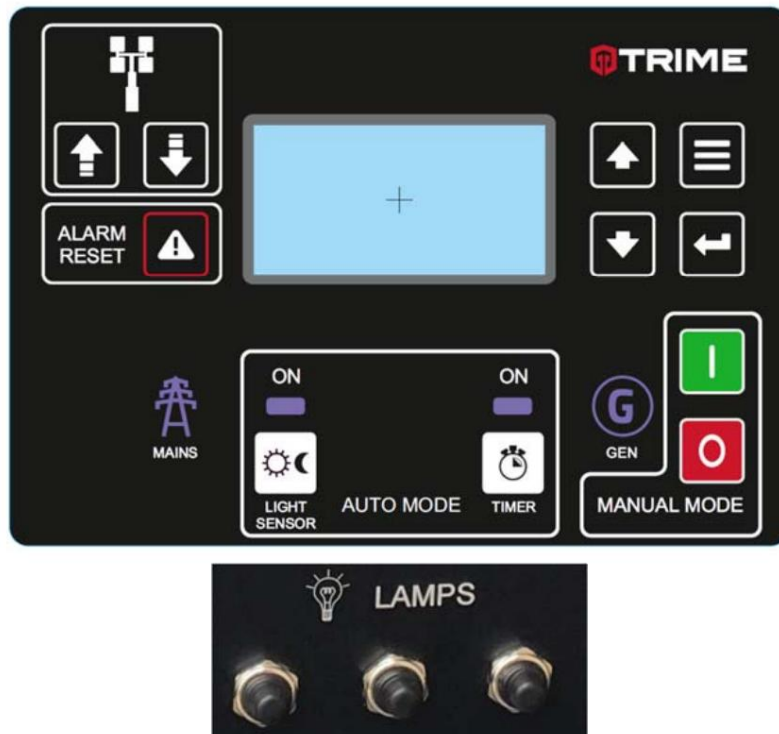 TRIME
ALARM
RESET
ON
ON
G
I
MAINS
GEN
O
LIGHT
SENSOR
AUTO MODE
TIMER
MANUAL MODE
LAMPS